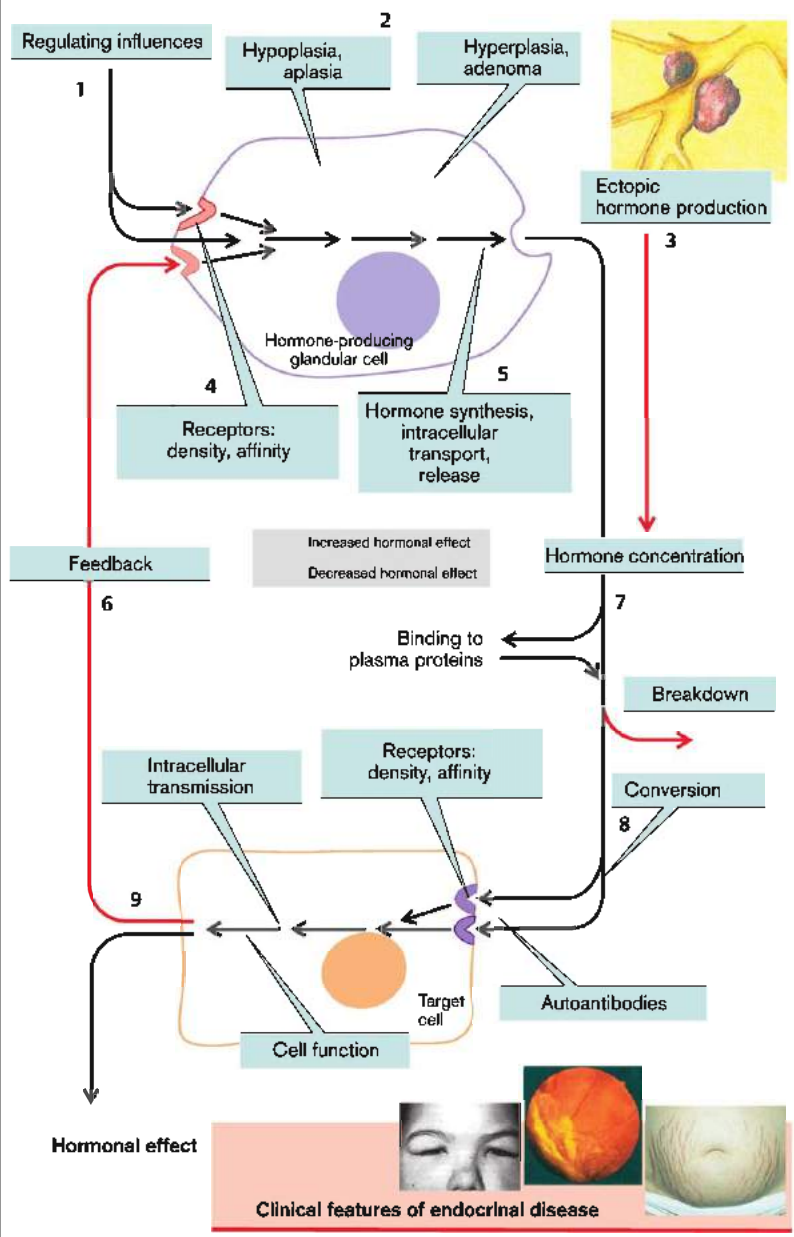 2
Regulating influences
Hypoplasia,
aplasia
Hyperplasia,
adenoma
1
Ectopic
hormone production
3
Hormone-producing
glandular cell
4
5
Receptors:
density, affinity
Hormone synthesis,
intracellular
transport,
release
Increased hormonal effect
Decreased hormonal effect
Feedback
Hormone concentration
6
7
Binding to
plasma proteins
Breakdown
Receptors:
density, affinity
Intracellular
transmission
Conversion
8
9
Target
cell
Autoantibodies
Cell function
Hormonal effect
Clinical features of endocrinal disease